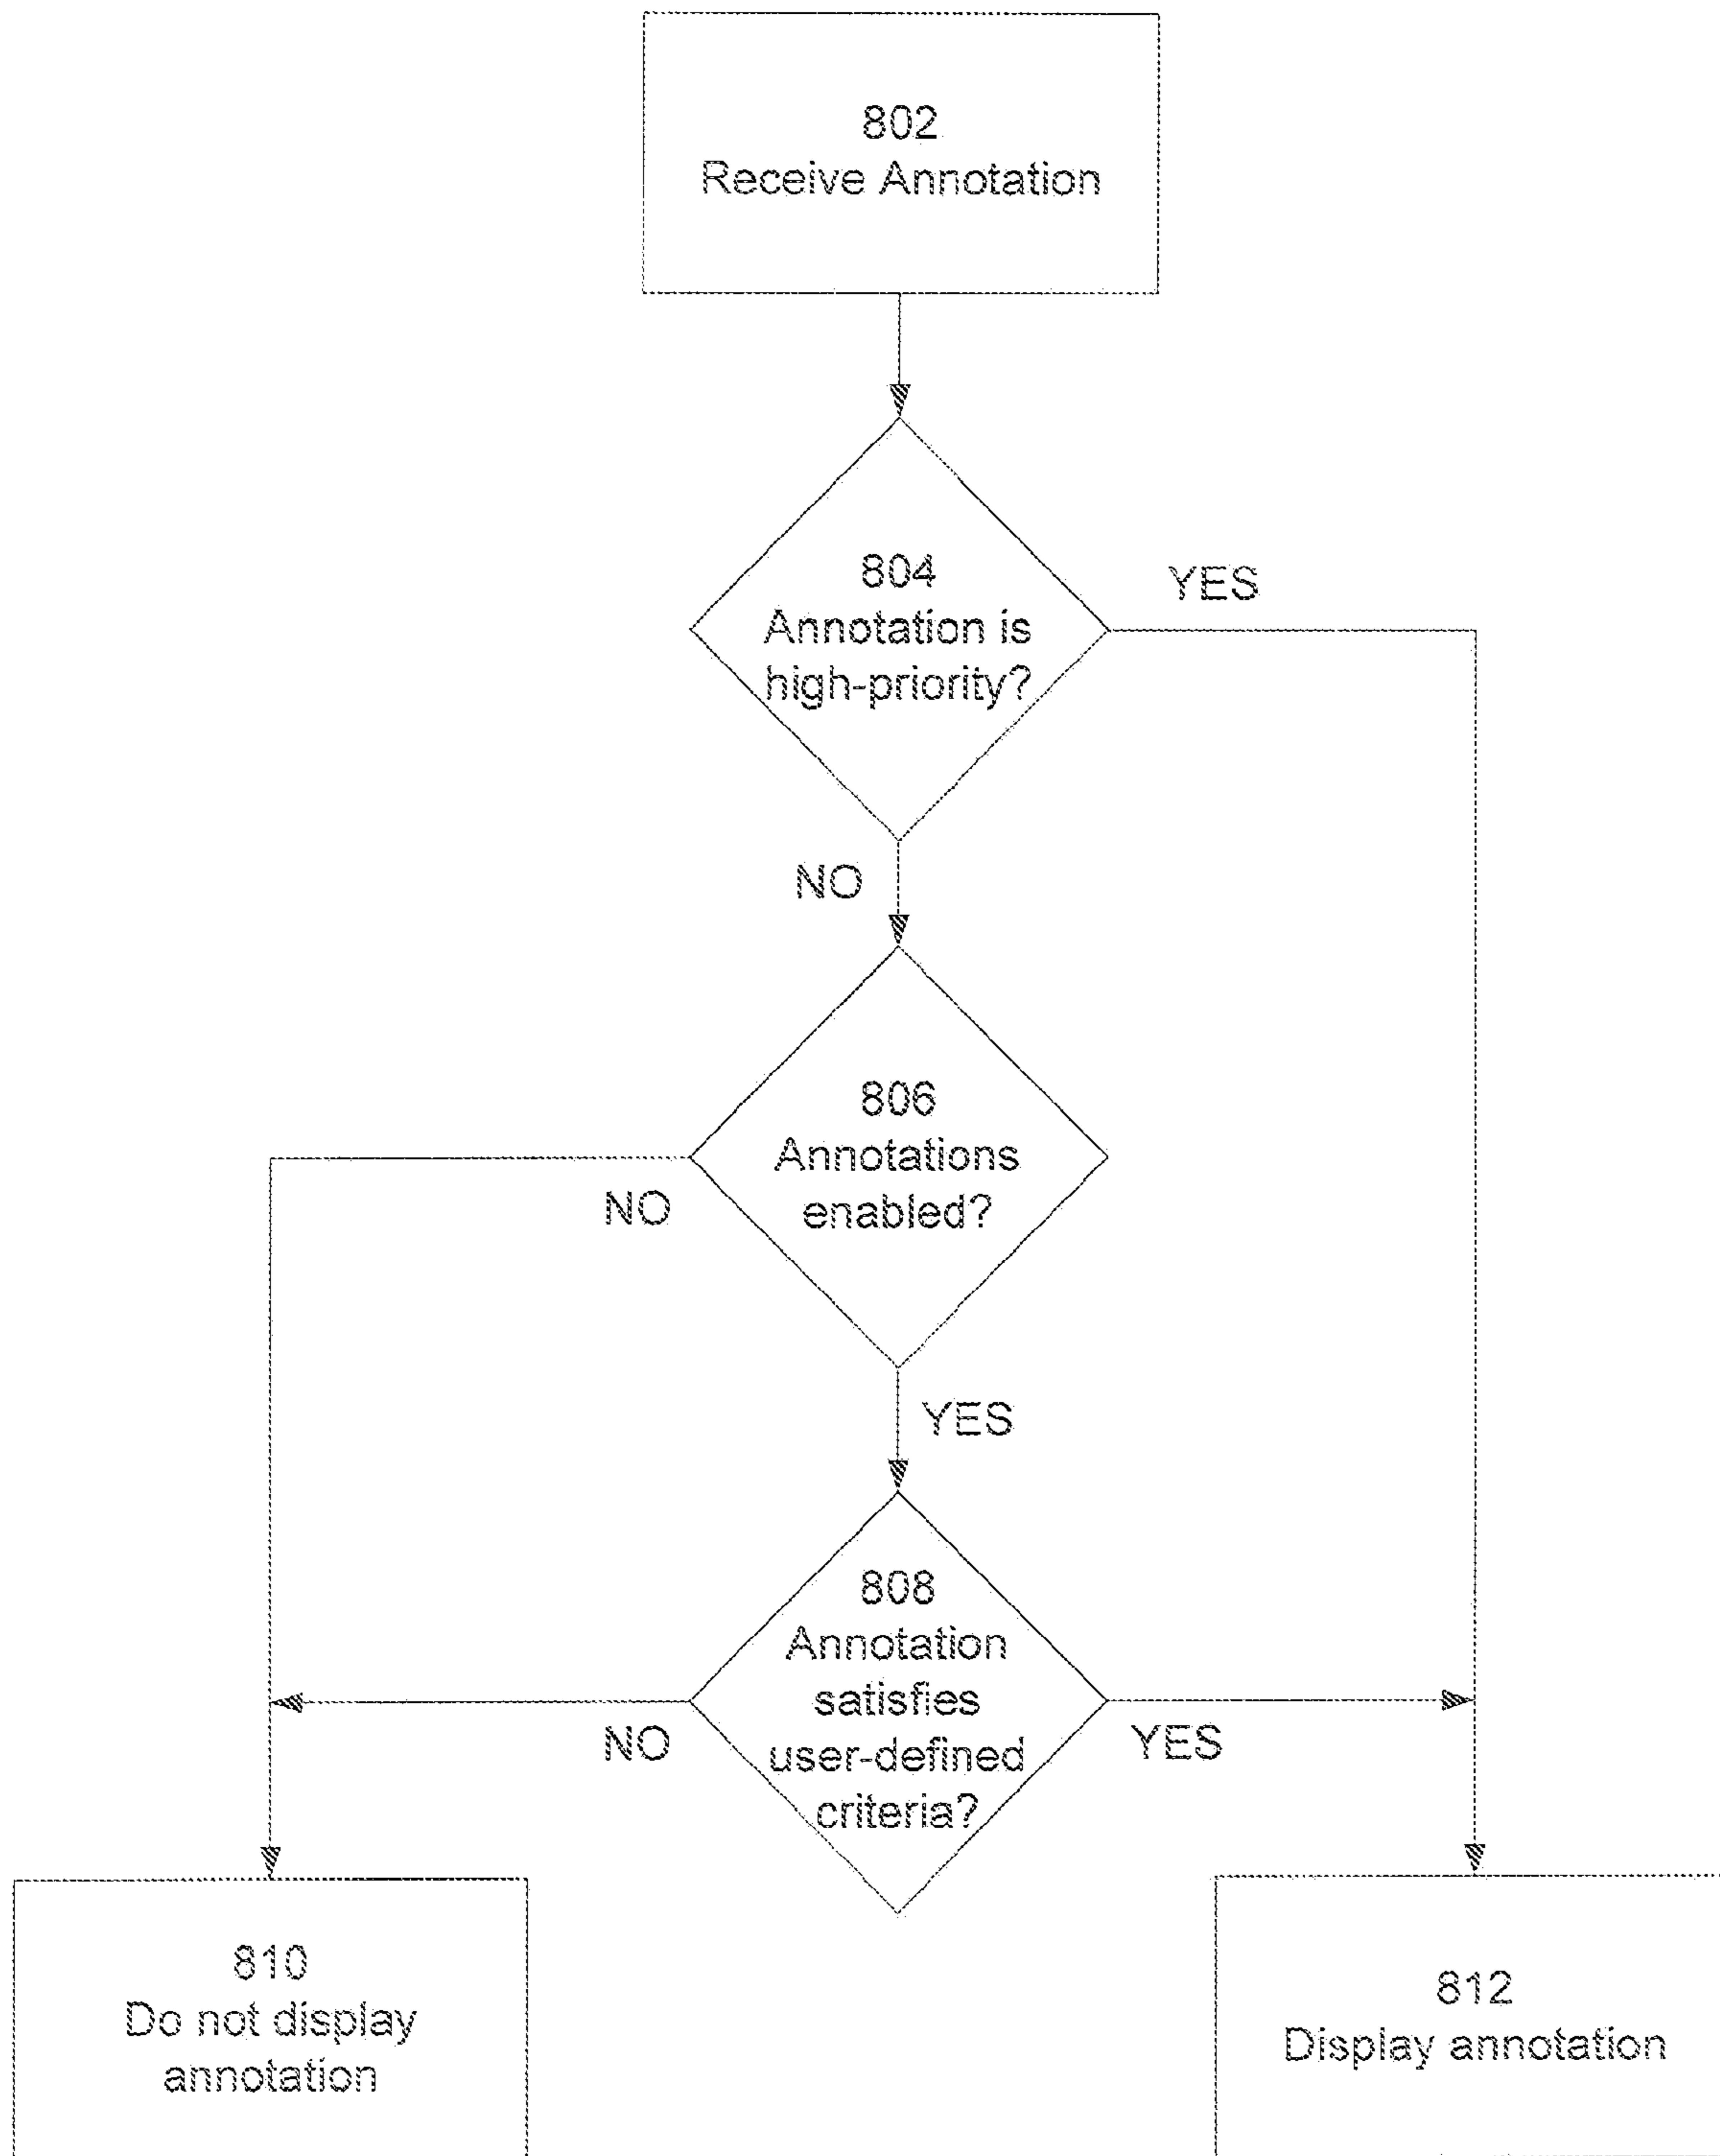 802
Receive Annotation
804
Annotation is
high-priority?
YES
NO
806
Annotations
enabled?
NO
YES
808
Annotation
satisfies
user-defined
criteria?
NO
YES
810
Do not display
annotation
812
Display annotation